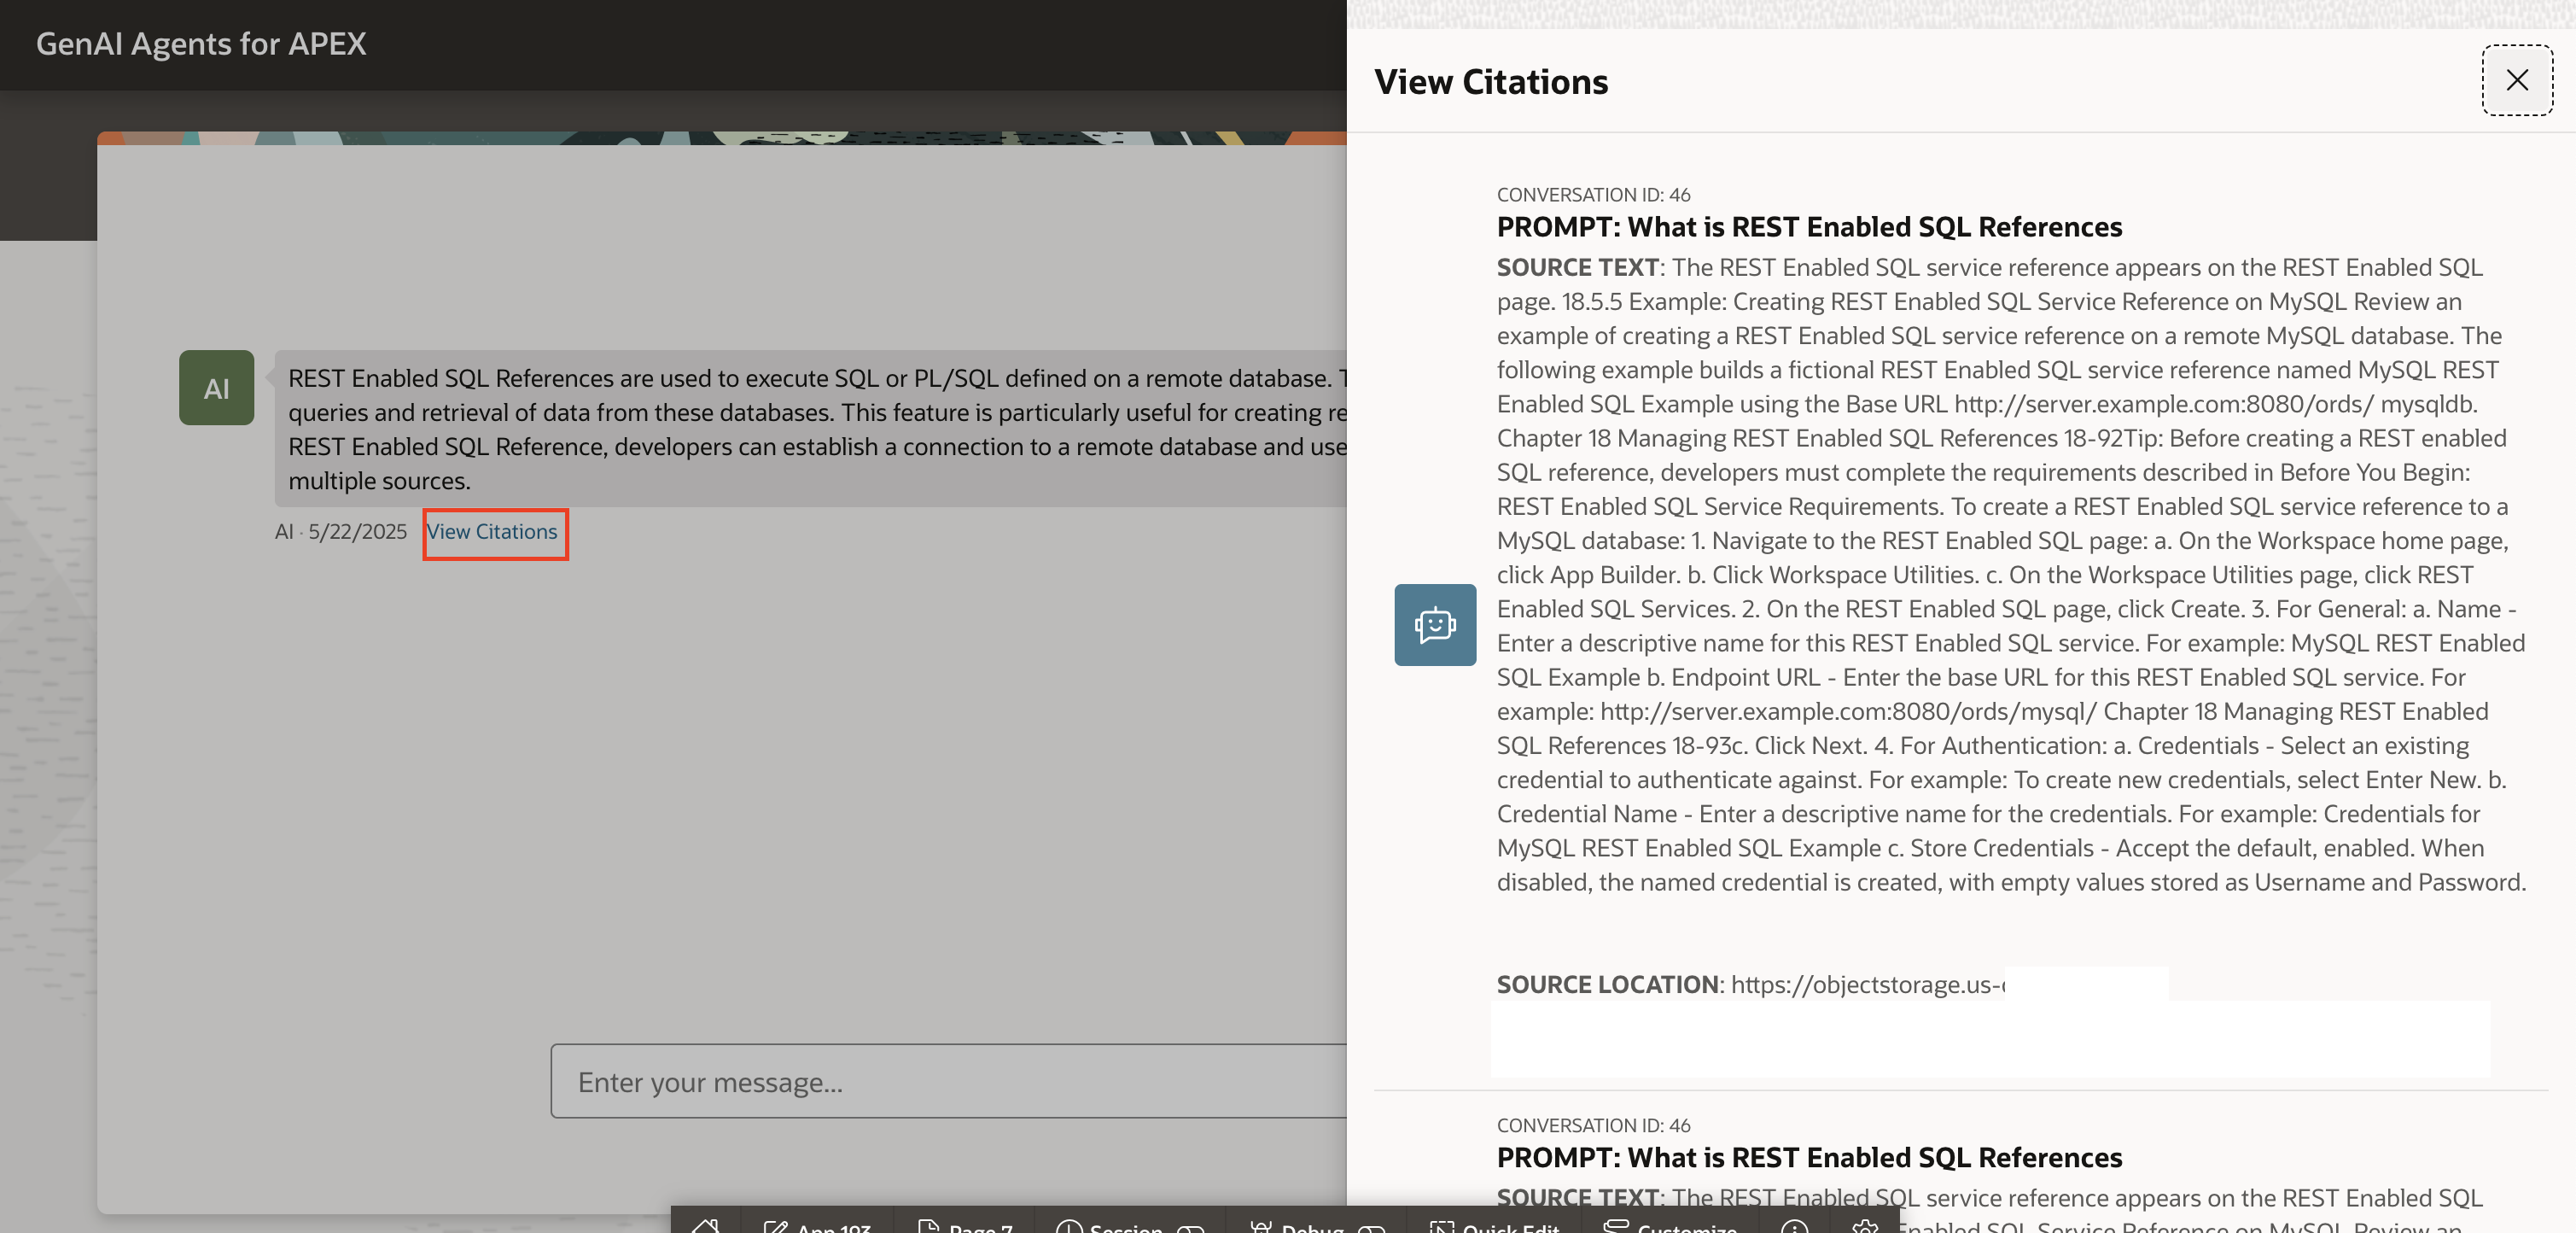 GenAI Agents for APEX
AI
REST Enabled SQL References are used to execute SQL or PL/SQL defined on a remote database.
queries and retrieval of data from these databases. This feature is particularly useful for creating
REST Enabled SQL Reference, developers can establish a connection to a remote database and use
multiple sources.
AI · 5/22/2025 View Citations
Enter your message...
View Citations
CONVERSATION ID: 46
PROMPT: What is REST Enabled SQL References
SOURCE TEXT: The REST Enabled SQL service reference appears on the REST Enabled SQL
page. 18.5.5 Example: Creating REST Enabled SQL Service Reference on MySQL Review an
example of creating a REST Enabled SQL service reference on a remote MySQL database. The
following example builds a fictional REST Enabled SQL service reference named MySQL REST
Enabled SQL Example using the Base URL http://server.example.com:8080/ords/ mysqldb.
Chapter 18 Managing REST Enabled SQL References 18-92Tip: Before creating a REST enabled
SQL reference, developers must complete the requirements described in Before You Begin:
REST Enabled SQL Service Requirements. To create a REST Enabled SQL service reference to a
MySQL database: 1. Navigate to the REST Enabled SQL page: a. On the Workspace home page,
click App Builder. b. Click Workspace Utilities. c. On the Workspace Utilities page, click REST
Enabled SQL Services. 2. On the REST Enabled SQL page, click Create. 3. For General: a. Name -
Enter a descriptive name for this REST Enabled SQL service. For example: MySQL REST Enabled
SQL Example b. Endpoint URL - Enter the base URL for this REST Enabled SQL service. For
example: http://server.example.com:8080/ords/mysql/ Chapter 18 Managing REST Enabled
SQL References 18-93c. Click Next. 4. For Authentication: a. Credentials - Select an existing
credential to authenticate against. For example: To create new credentials, select Enter New. b.
Credential Name - Enter a descriptive name for the credentials. For example: Credentials for
MySQL REST Enabled SQL Example c. Store Credentials - Accept the default, enabled. When
disabled, the named credential is created, with empty values stored as Username and Password.
SOURCE LOCATION: https://objectstorage.us-
CONVERSATION ID: 46
PROMPT: What is REST Enabled SQL References
SOURCE TEXT: The REST Enabled SQL service reference appears on the REST Enabled SQL
Enabled SQL Service Reference on MySQL Review an
App 193 Page 7 Session Debug Quick Edit Customize